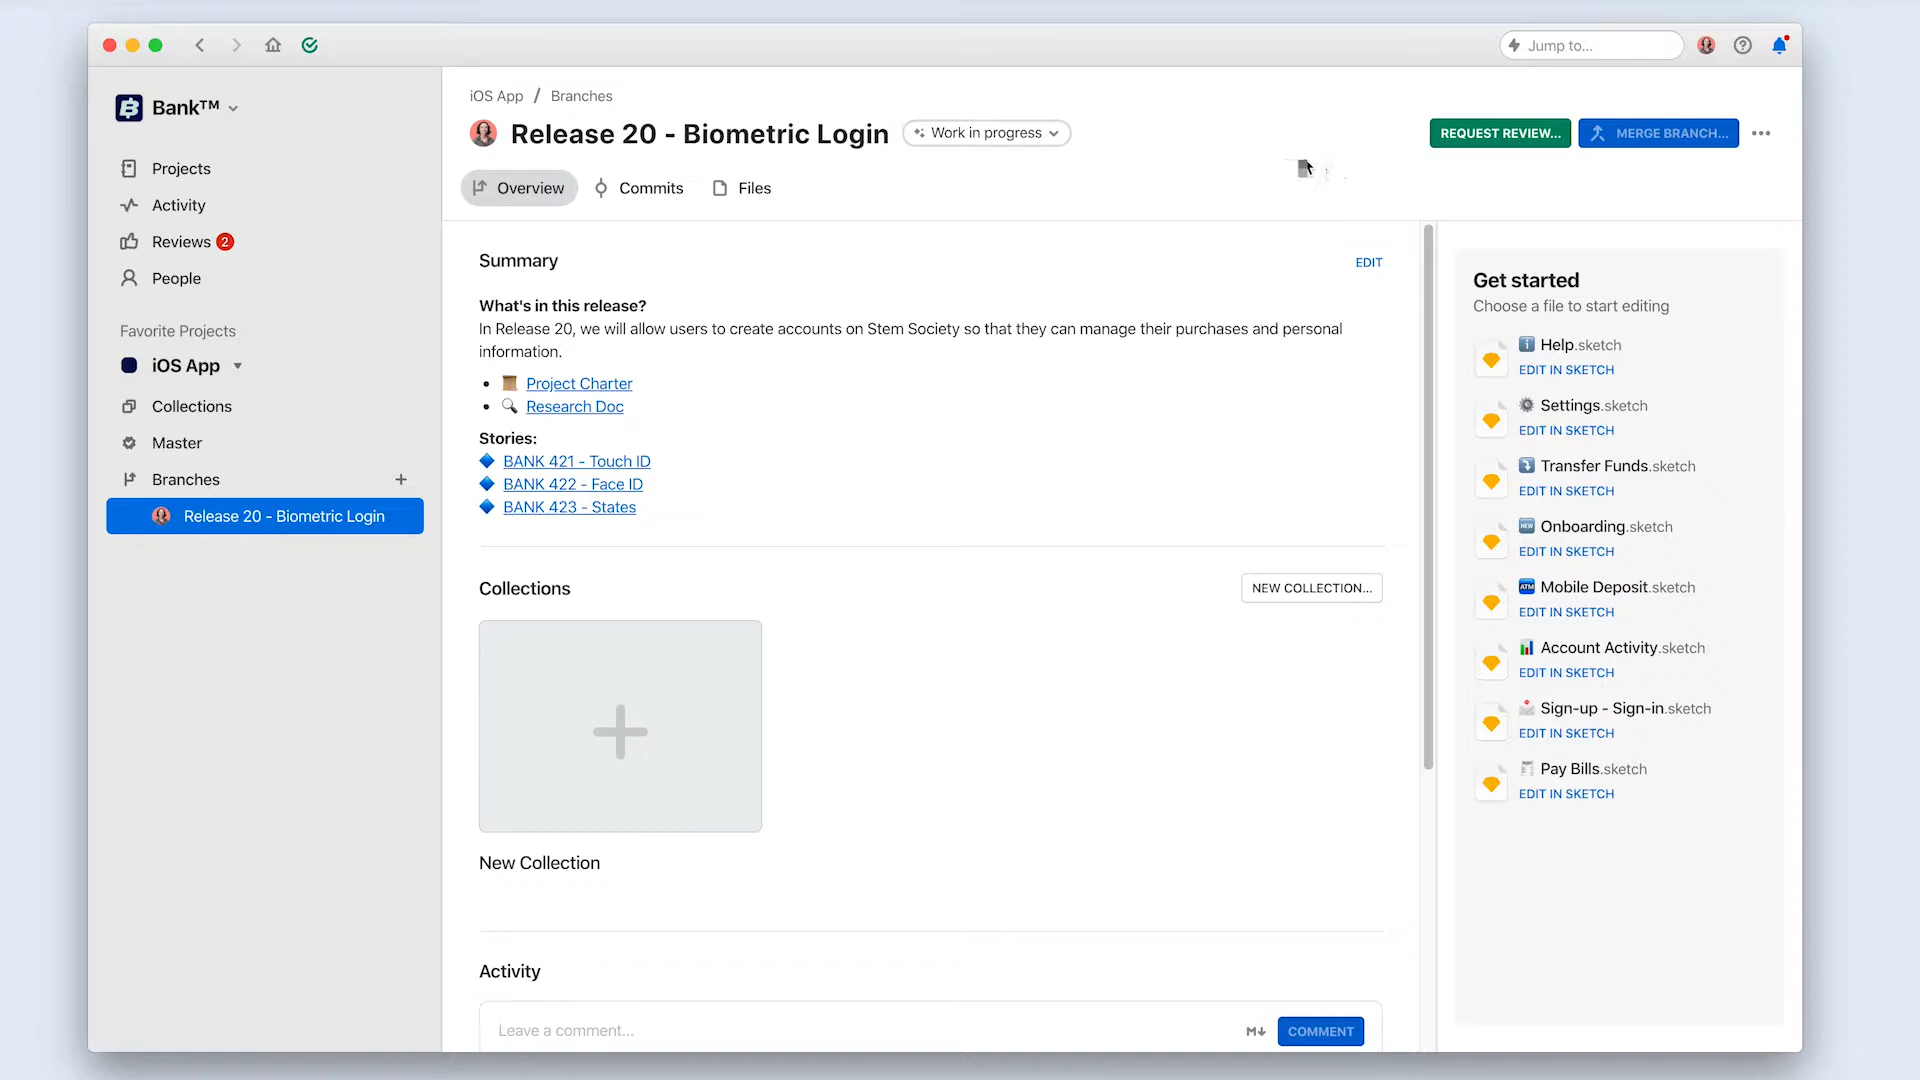 Jump to...
Bank™
Projects
Activity
Reviews 2
People
Favorite Projects
iOS App
Collections
Master
Branches
Release 20 - Biometric Login
iOS App / Branches
Release 20 - Biometric Login
Work in progress
REQUEST REVIEW...
MERGE BRANCH...
Overview
Commits
Files
Summary
EDIT
What's in this release?
In Release 20, we will allow users to create accounts on Stem Society so that they can manage their purchases and personal
information.
Project Charter
Research Doc
Stories:
BANK 421 - Touch ID
BANK 422 - Face ID
BANK 423 - States
Collections
NEW COLLECTION...
New Collection
Activity
Leave a comment...
M↓
COMMENT
Get started
Choose a file to start editing
Help.sketch
EDIT IN SKETCH
Settings.sketch
EDIT IN SKETCH
Transfer Funds.sketch
EDIT IN SKETCH
NEW Onboarding.sketch
EDIT IN SKETCH
ATM Mobile Deposit.sketch
EDIT IN SKETCH
Account Activity.sketch
EDIT IN SKETCH
Sign-up - Sign-in.sketch
EDIT IN SKETCH
Pay Bills.sketch
EDIT IN SKETCH